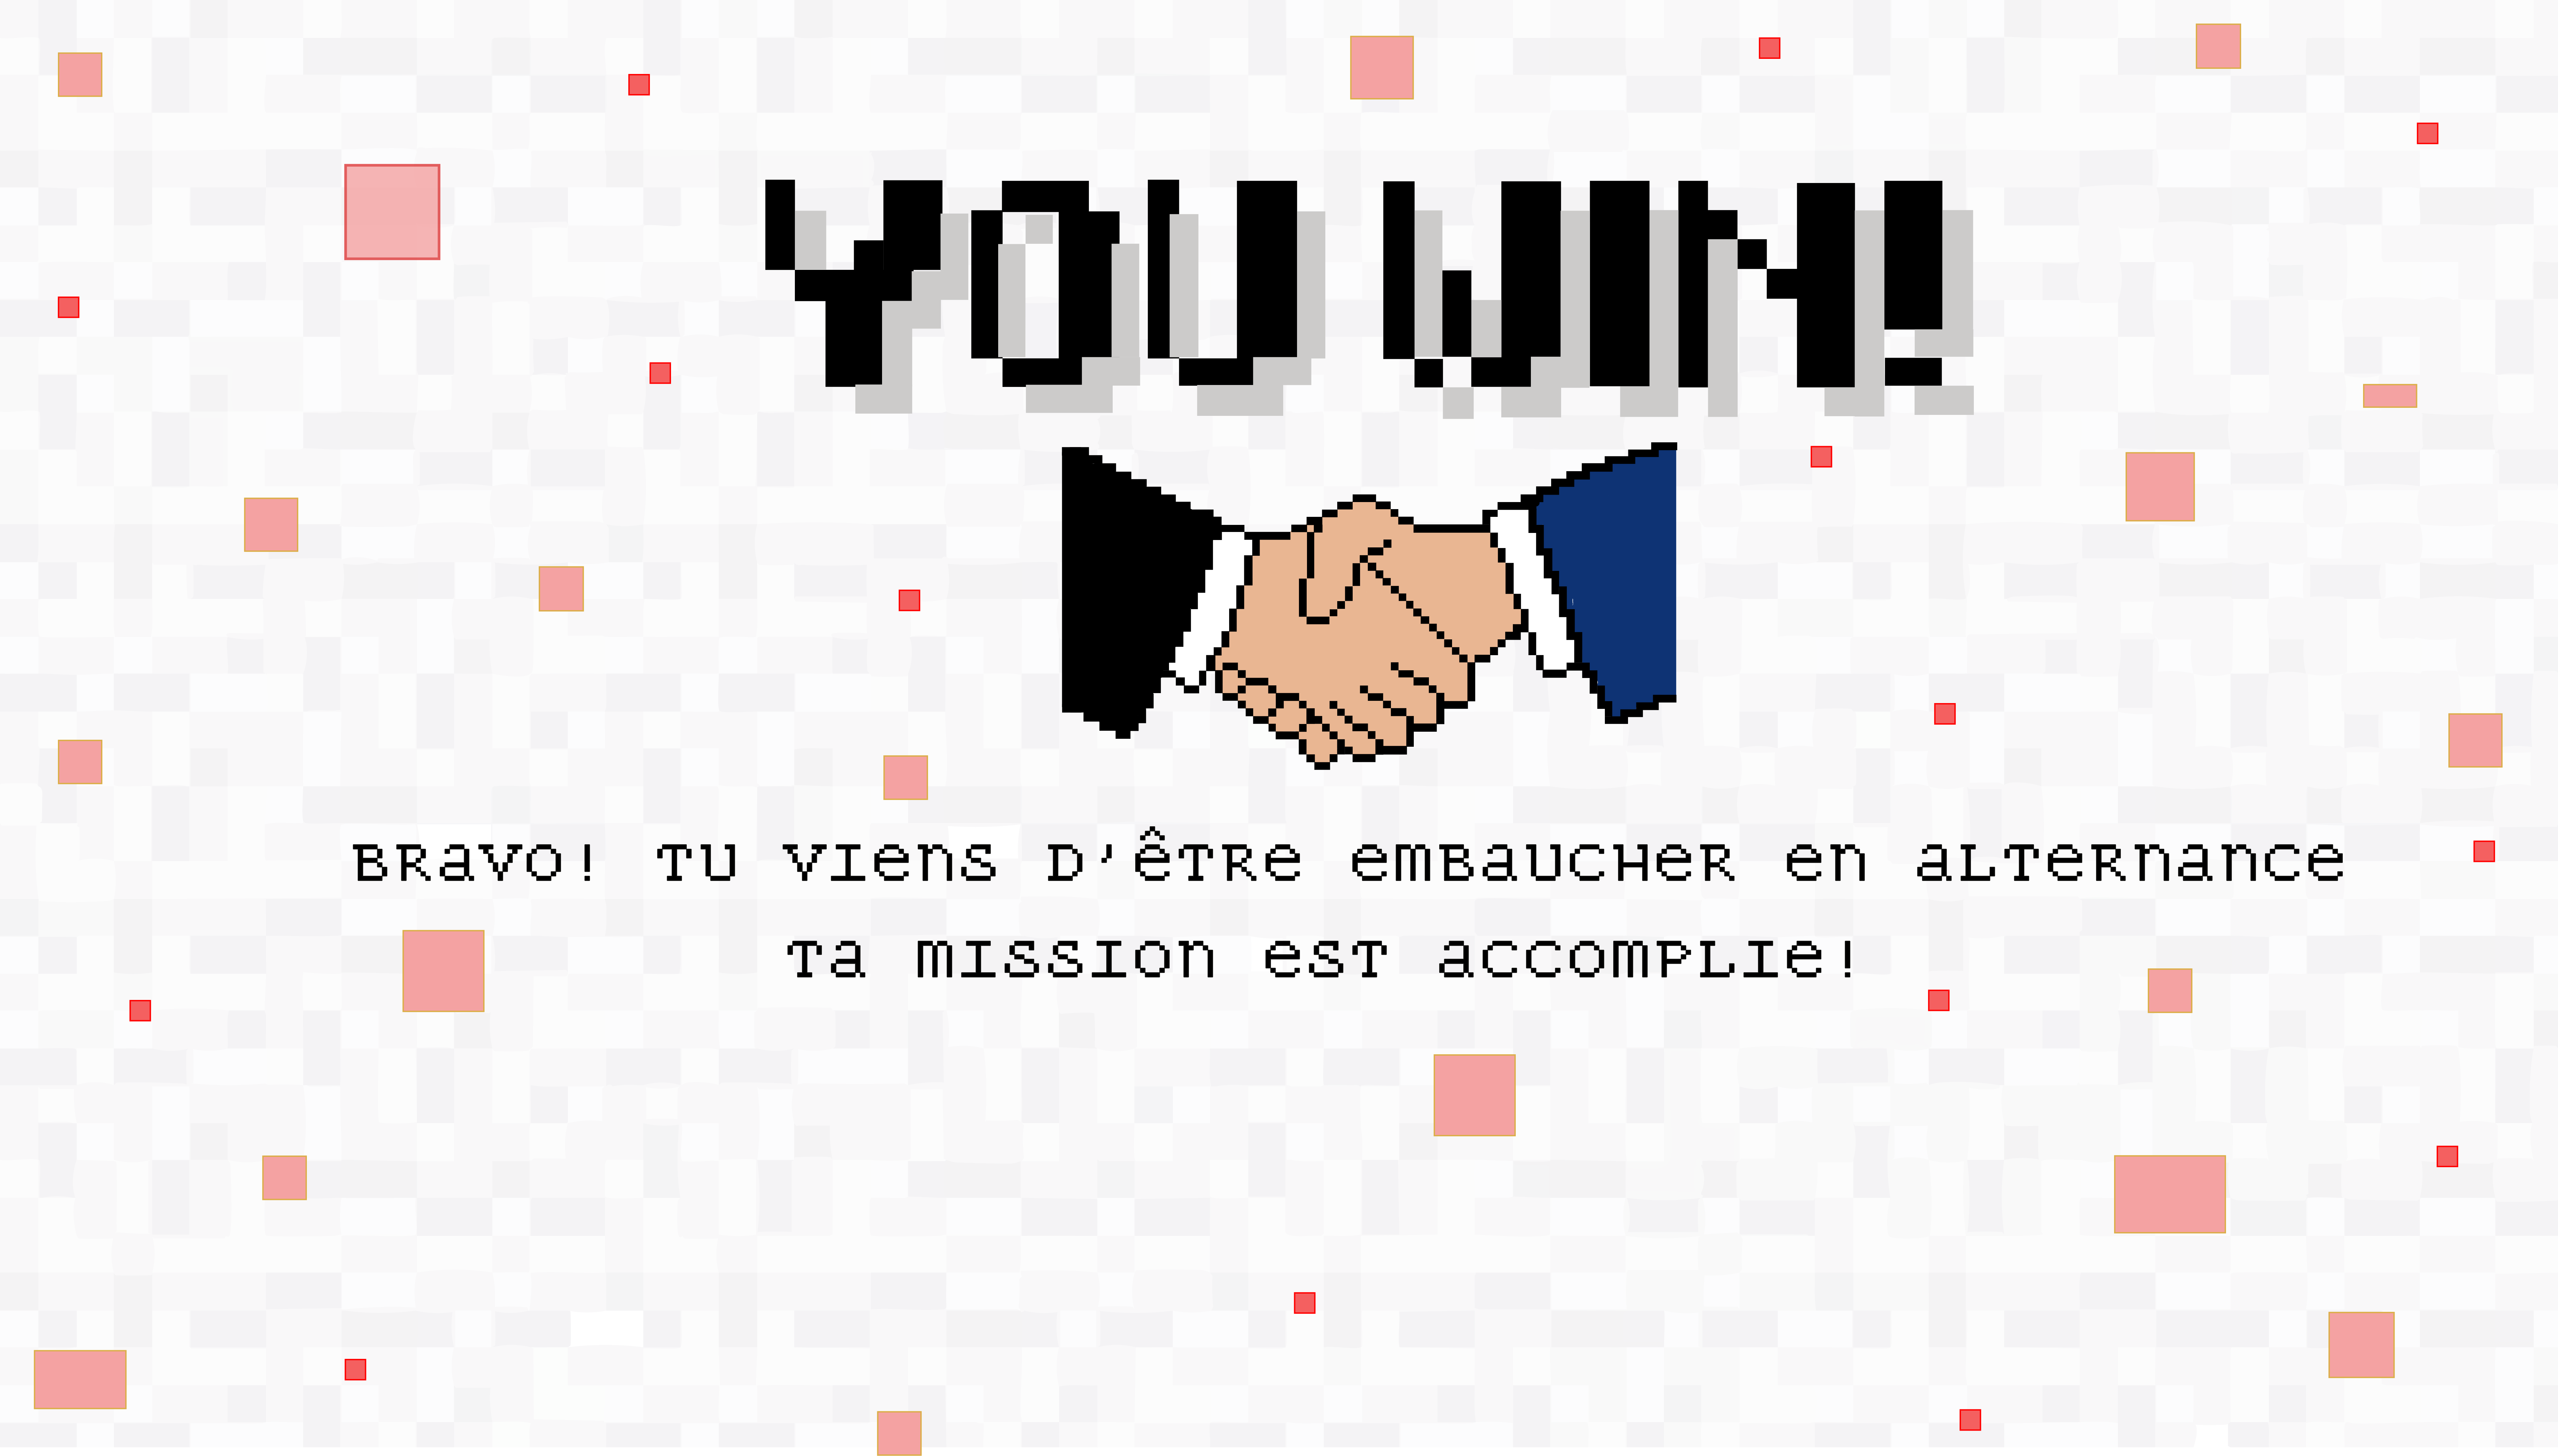 YOU WIN!
Bravo! Tu viens d'être embaucher en alternance
Ta mission est accomplie!